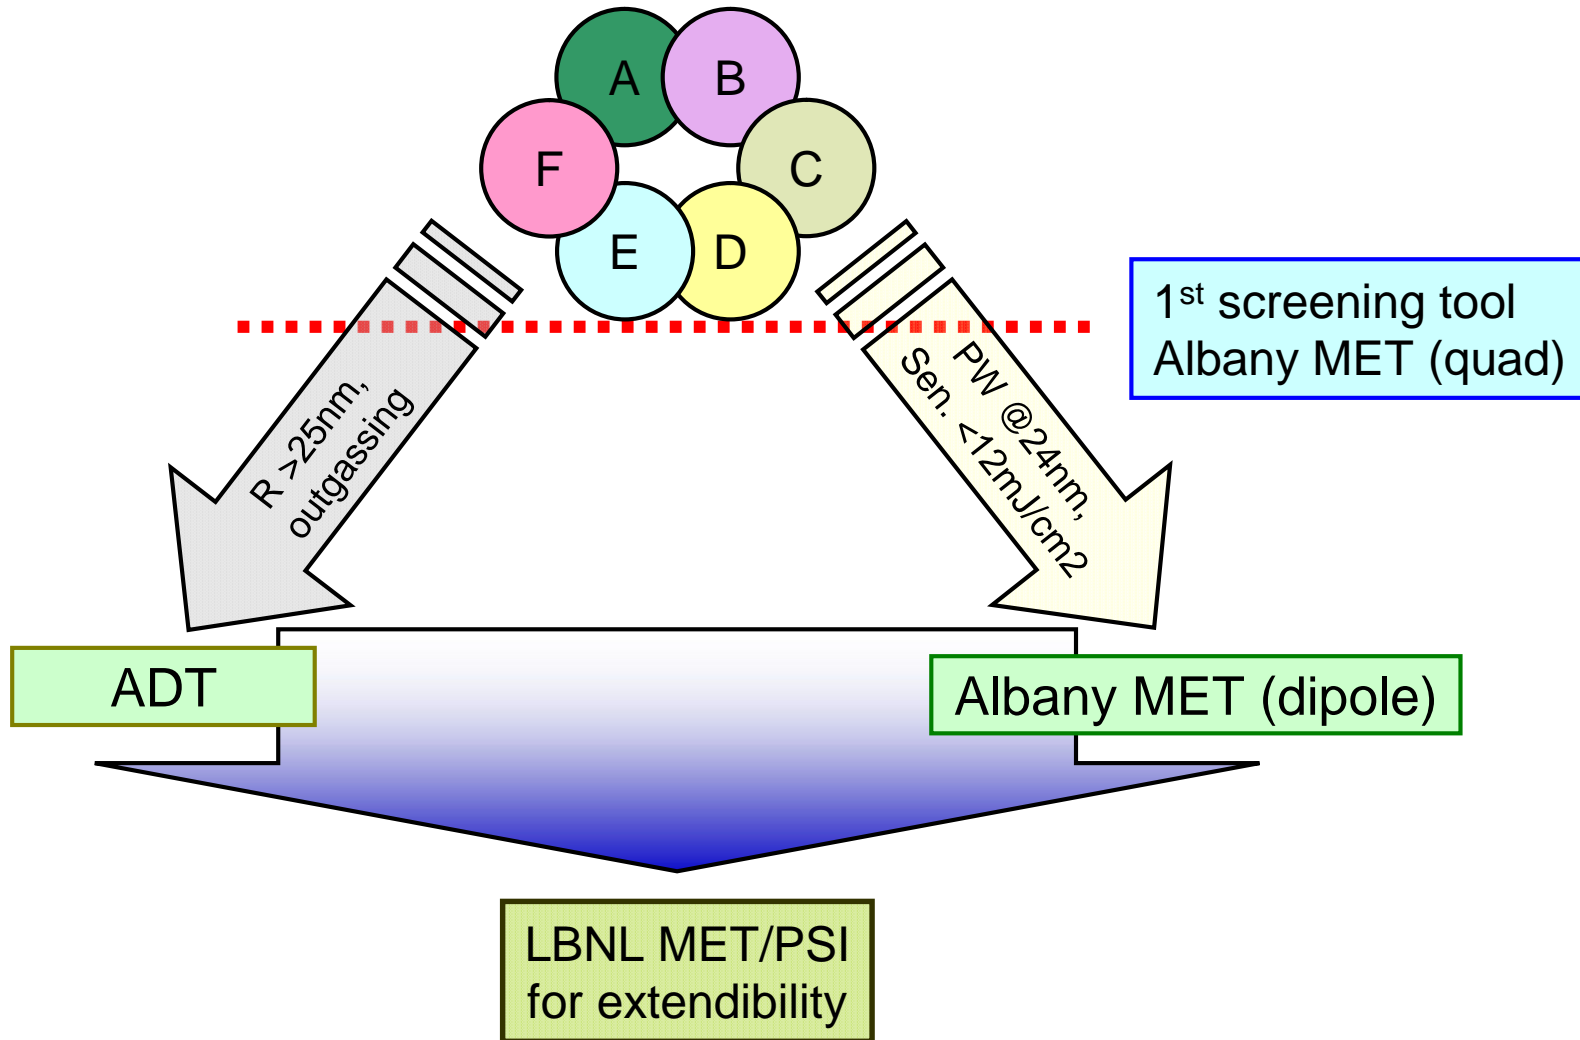 A
B
F
C
E
D
1st screening tool
Albany MET (quad)
R >25nm,
outgassing
PW @24nm,
Sen. <12mJ/cm2
ADT
Albany MET (dipole)
LBNL MET/PSI
for extendibility